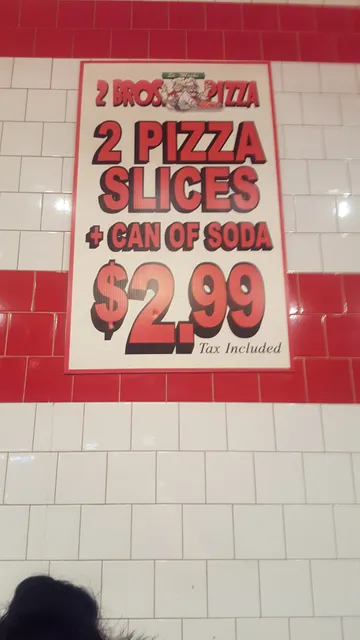 2 BROS. PIZZA
2 PIZZA
SLICES
+ CAN OF SODA
$2.99
Tax Included